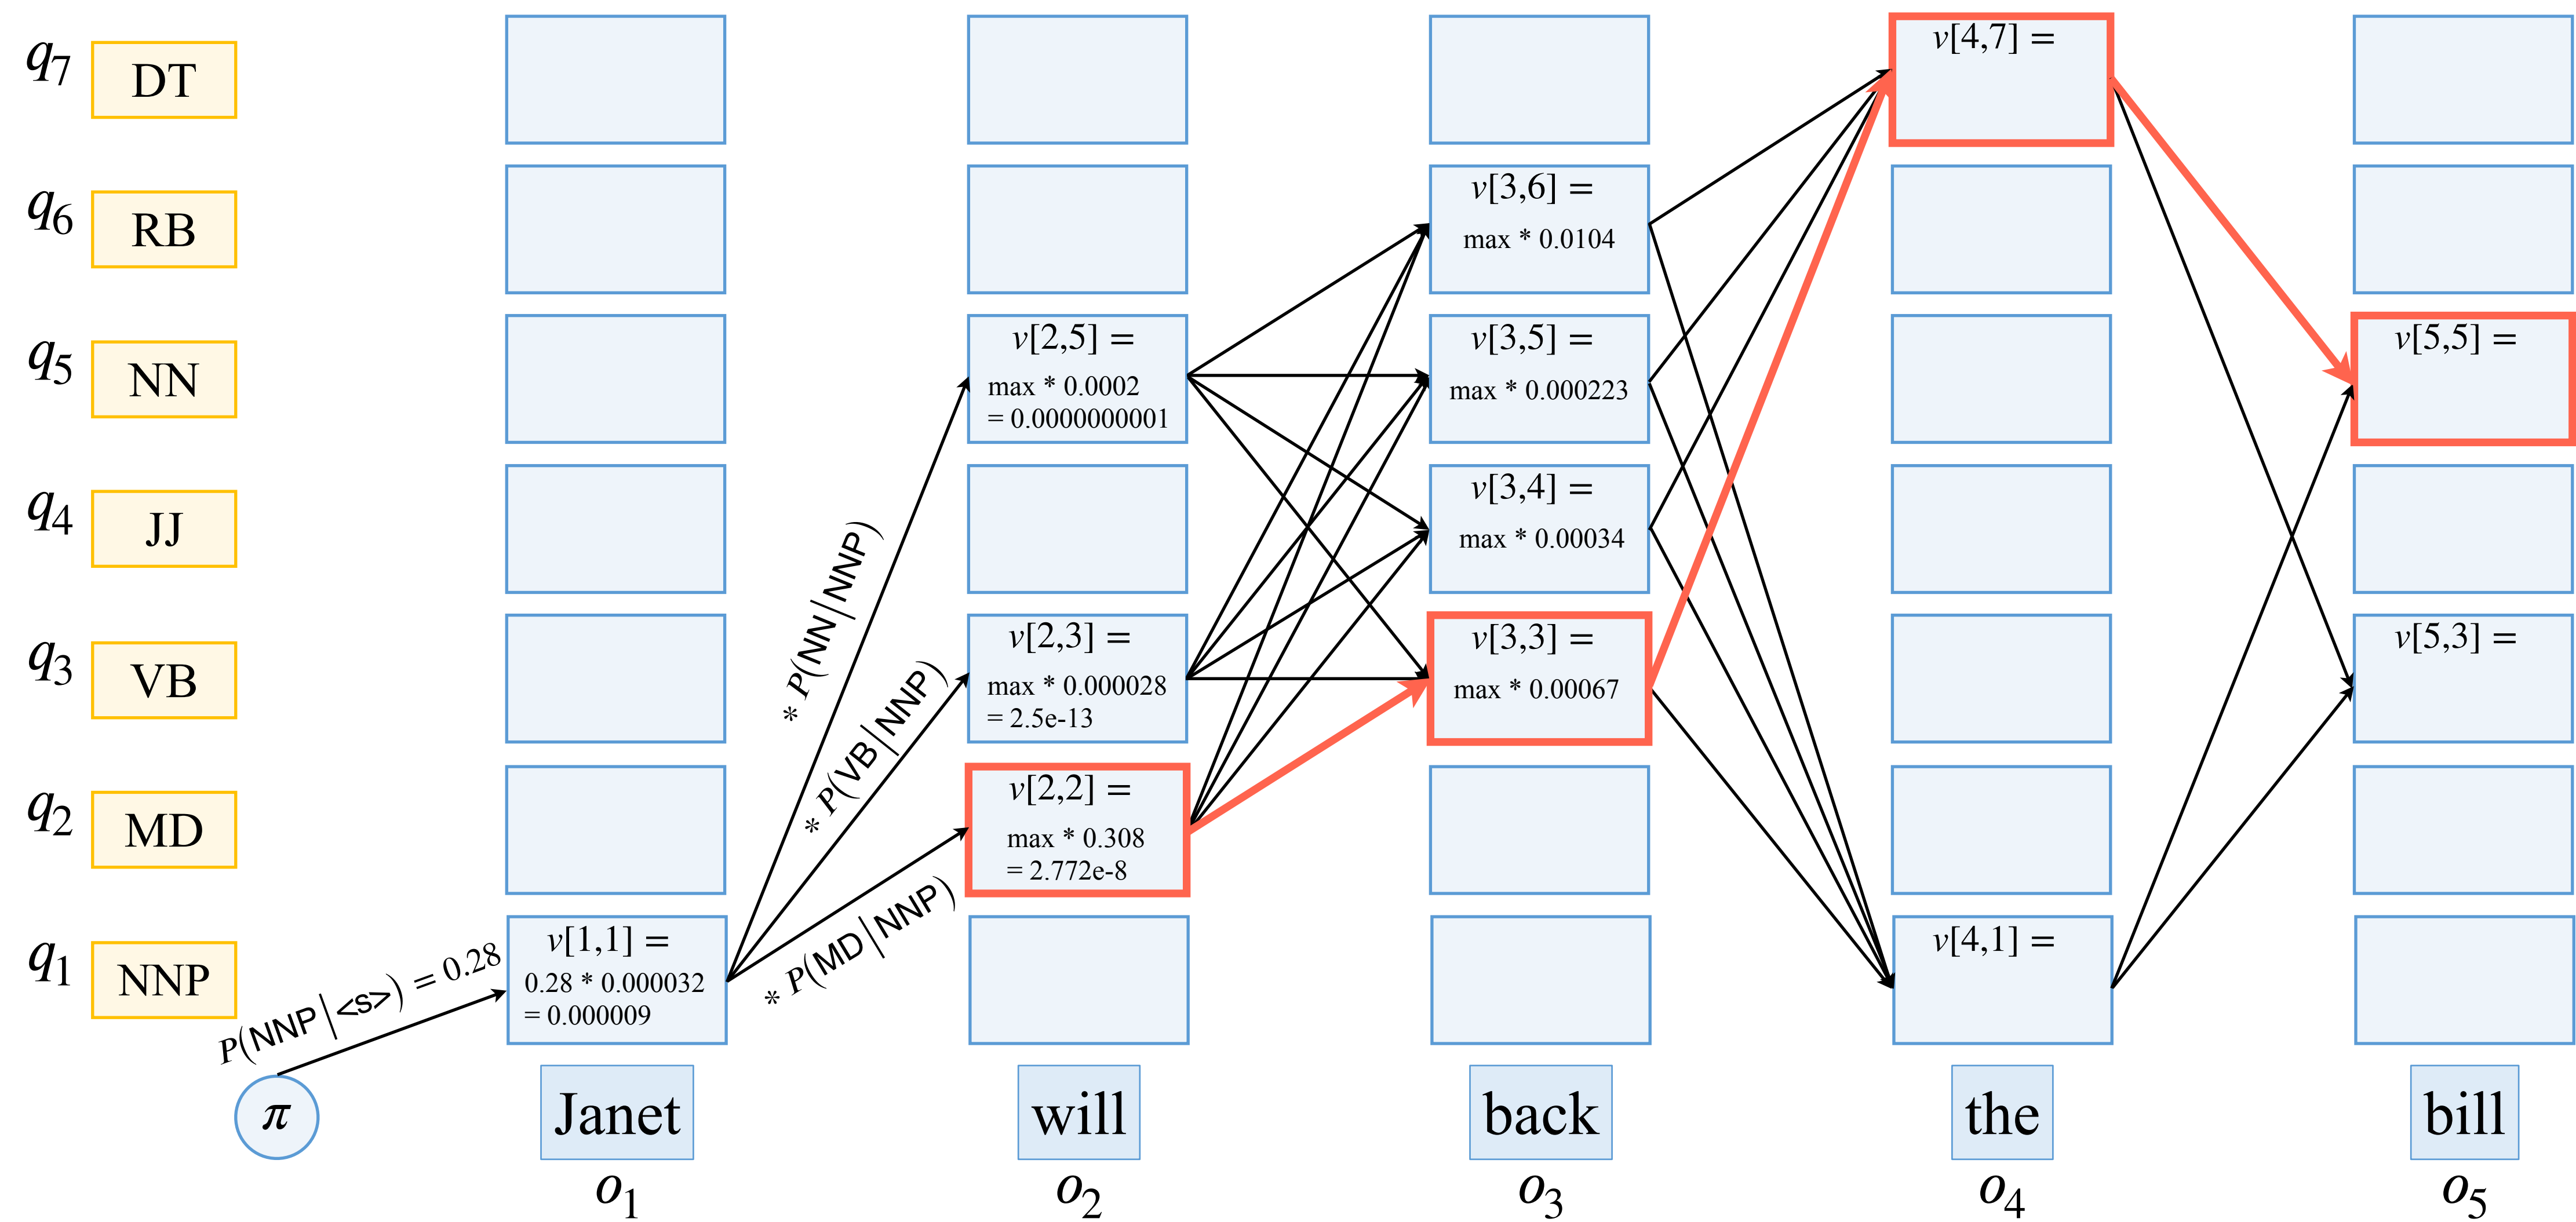 q7 DT
v[4,7] =
q6 RB
v[3,6] =
max * 0.0104
q5 NN
v[2,5] =
max * 0.0002
= 0.0000000001
v[3,5] =
max * 0.000223
v[5,5] =
q4 JJ
v[3,4] =
max * 0.00034
* P(NN|NNP)
q3 VB
* P(VB|NNP)
v[2,3] =
max * 0.000028
= 2.5e-13
v[3,3] =
max * 0.00067
v[5,3] =
q2 MD
v[2,2] =
max * 0.308
= 2.772e-8
* P(MD|NNP)
q1 NNP
P(NNP|<s>) = 0.28
v[1,1] =
0.28 * 0.000032
= 0.000009
v[4,1] =
π Janet will back the bill
o1 o2 o3 o4 o5